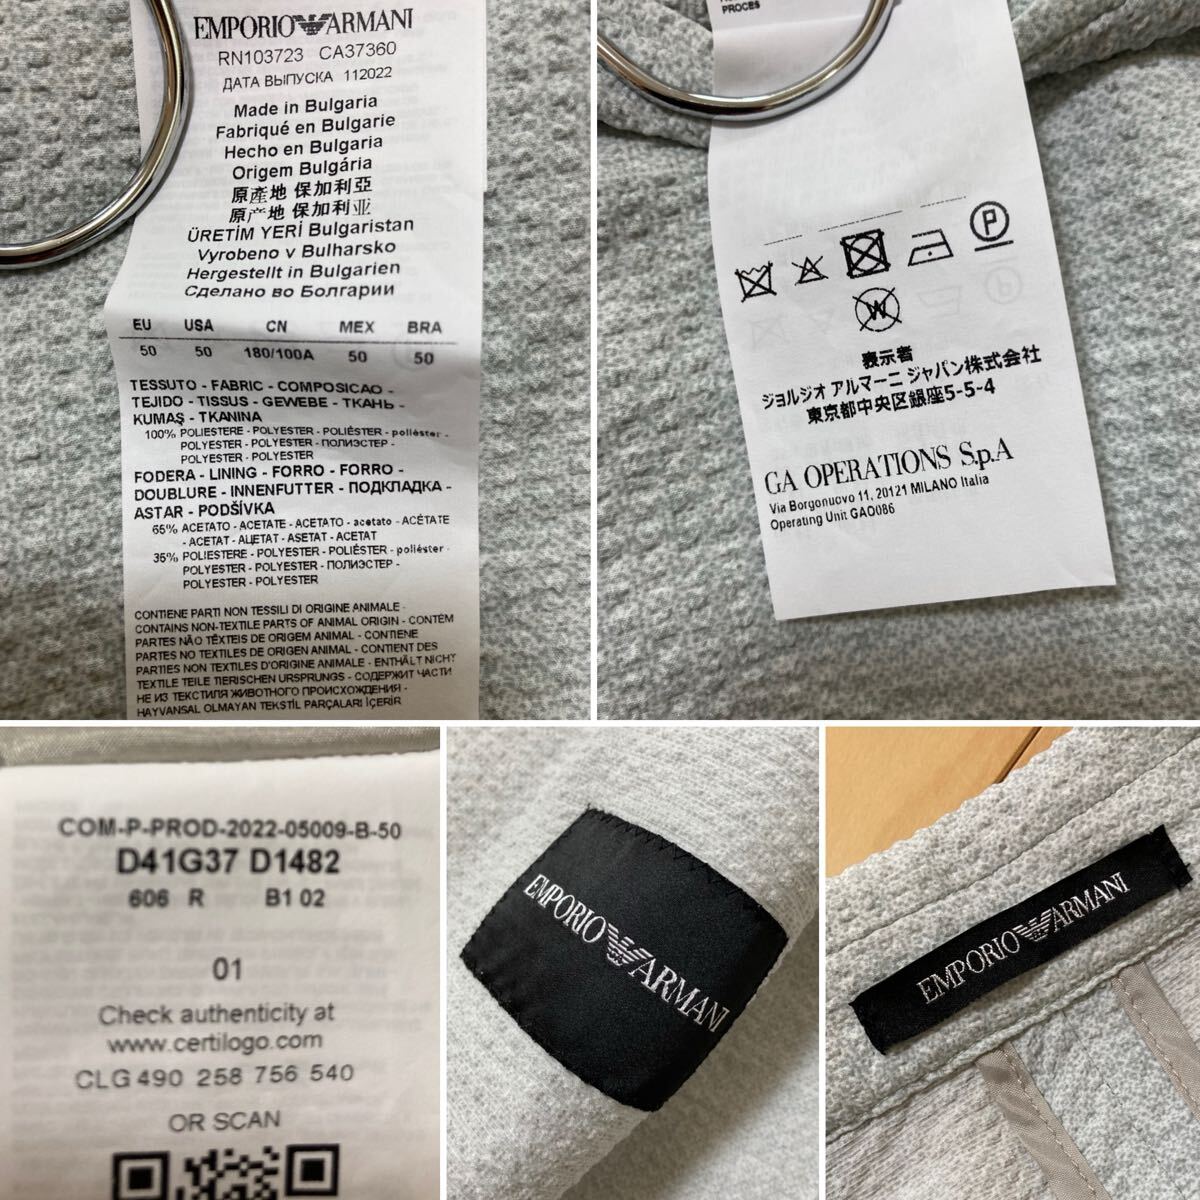 EMPORIO ARMANI
RN103723 CA37360
ДАТА ВЫПУСКА 112022
Made in Bulgaria
Fabriqué en Bulgarie
Hecho en Bulgaria
Origem Bulgária
原產地 保加利亞
原产地 保加利亚
ÜRETİM YERİ Bulgaristan
Vyrobeno v Bulharsko
Hergestellt in Bulgarien
Сделано во Болгарии
EU USA CN MEX BRA
50 50 180/100A 50 50
TESSUTO - FABRIC - COMPOSICAO -
TEJIDO - TISSUS - GEWEBE - ТКАНЬ -
KUMAŞ - TKANINA
100% POLIESTERE - POLYESTER - POLIÉSTER - poliéster -
POLYESTER - POLYESTER - ПОЛИЭСТЕР -
POLYESTER - POLYESTER
FODERA - LINING - FORRO - FORRO -
DOUBLURE - INNENFUTTER - ПОДКЛАДКА -
ASTAR - PODŠÍVKA
65% ACETATO - ACETATE - ACETATO - acetato - ACÉTATE
- ACETAT - АЦЕТАТ - ASETAT - ACETAT
35% POLIESTERE - POLYESTER - POLIÉSTER - poliéster -
POLYESTER - POLYESTER - ПОЛИЭСТЕР -
POLYESTER - POLYESTER
CONTIENE PARTI NON TESSILI DI ORIGINE ANIMALE -
CONTAINS NON-TEXTILE PARTS OF ANIMAL ORIGIN - CONTÉM
PARTES NÃO TÊXTEIS DE ORIGEM ANIMAL - CONTIENE
PARTES NO TEXTILES DE ORIGEN ANIMAL - CONTIENT DES
PARTIES NON TEXTILES D'ORIGINE ANIMALE - ENTHÄLT NICHT
TEXTILE TEILE TIERISCHEN URSPRUNGS - СОДЕРЖИТ ЧАСТИ
НЕ ИЗ ТЕКСТИЛЯ ЖИВОТНОГО ПРОИСХОЖДЕНИЯ -
HAYVANSAL OLMAYAN TEKSTİL PARÇALARI İÇERİR
PROCES
P
W
表示者
ジョルジオ アルマーニ ジャパン株式会社
東京都中央区銀座5-5-4
GA OPERATIONS S.p.A
Via Borgonuovo 11, 20121 MILANO Italia
Operating Unit GAO086
COM-P-PROD-2022-05009-B-50
D41G37 D1482
606 R B1 02
01
Check authenticity at
www.certilogo.com
CLG 490 258 756 540
OR SCAN
EMPORIO ARMANI
EMPORIO ARMANI